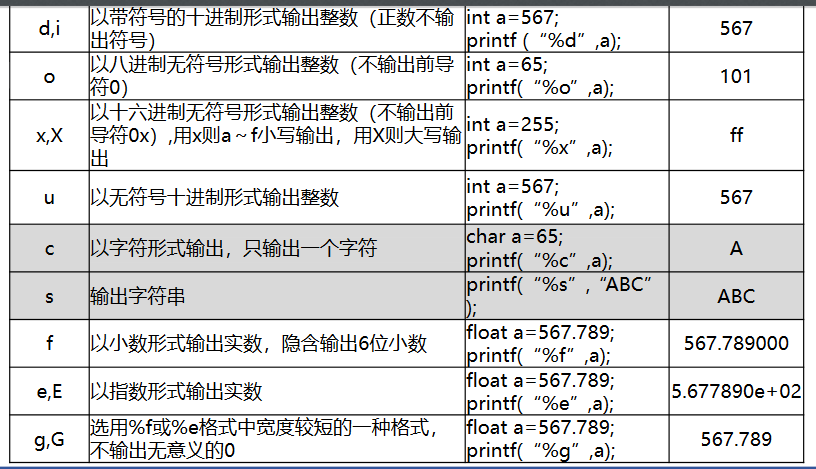 d,i
以带符号的十进制形式输出整数（正数不输
出符号）
int a=567;
printf (“%d”,a);
567
o
以八进制无符号形式输出整数（不输出前导
符0）
int a=65;
printf(“%o”,a);
101
x,X
以十六进制无符号形式输出整数（不输出前
导符0x）,用x则a～f小写输出，用X则大写输
出
int a=255;
printf(“%x”,a);
ff
u
以无符号十进制形式输出整数
int a=567;
printf(“%u”,a);
567
c
以字符形式输出，只输出一个字符
char a=65;
printf(“%c”,a);
A
s
输出字符串
printf(“%s”,“ABC”
);
ABC
f
以小数形式输出实数，隐含输出6位小数
float a=567.789;
printf(“%f”,a);
567.789000
e,E
以指数形式输出实数
float a=567.789;
printf(“%e”,a);
5.677890e+02
g,G
选用%f或%e格式中宽度较短的一种格式，
不输出无意义的0
float a=567.789;
printf(“%g”,a);
567.789